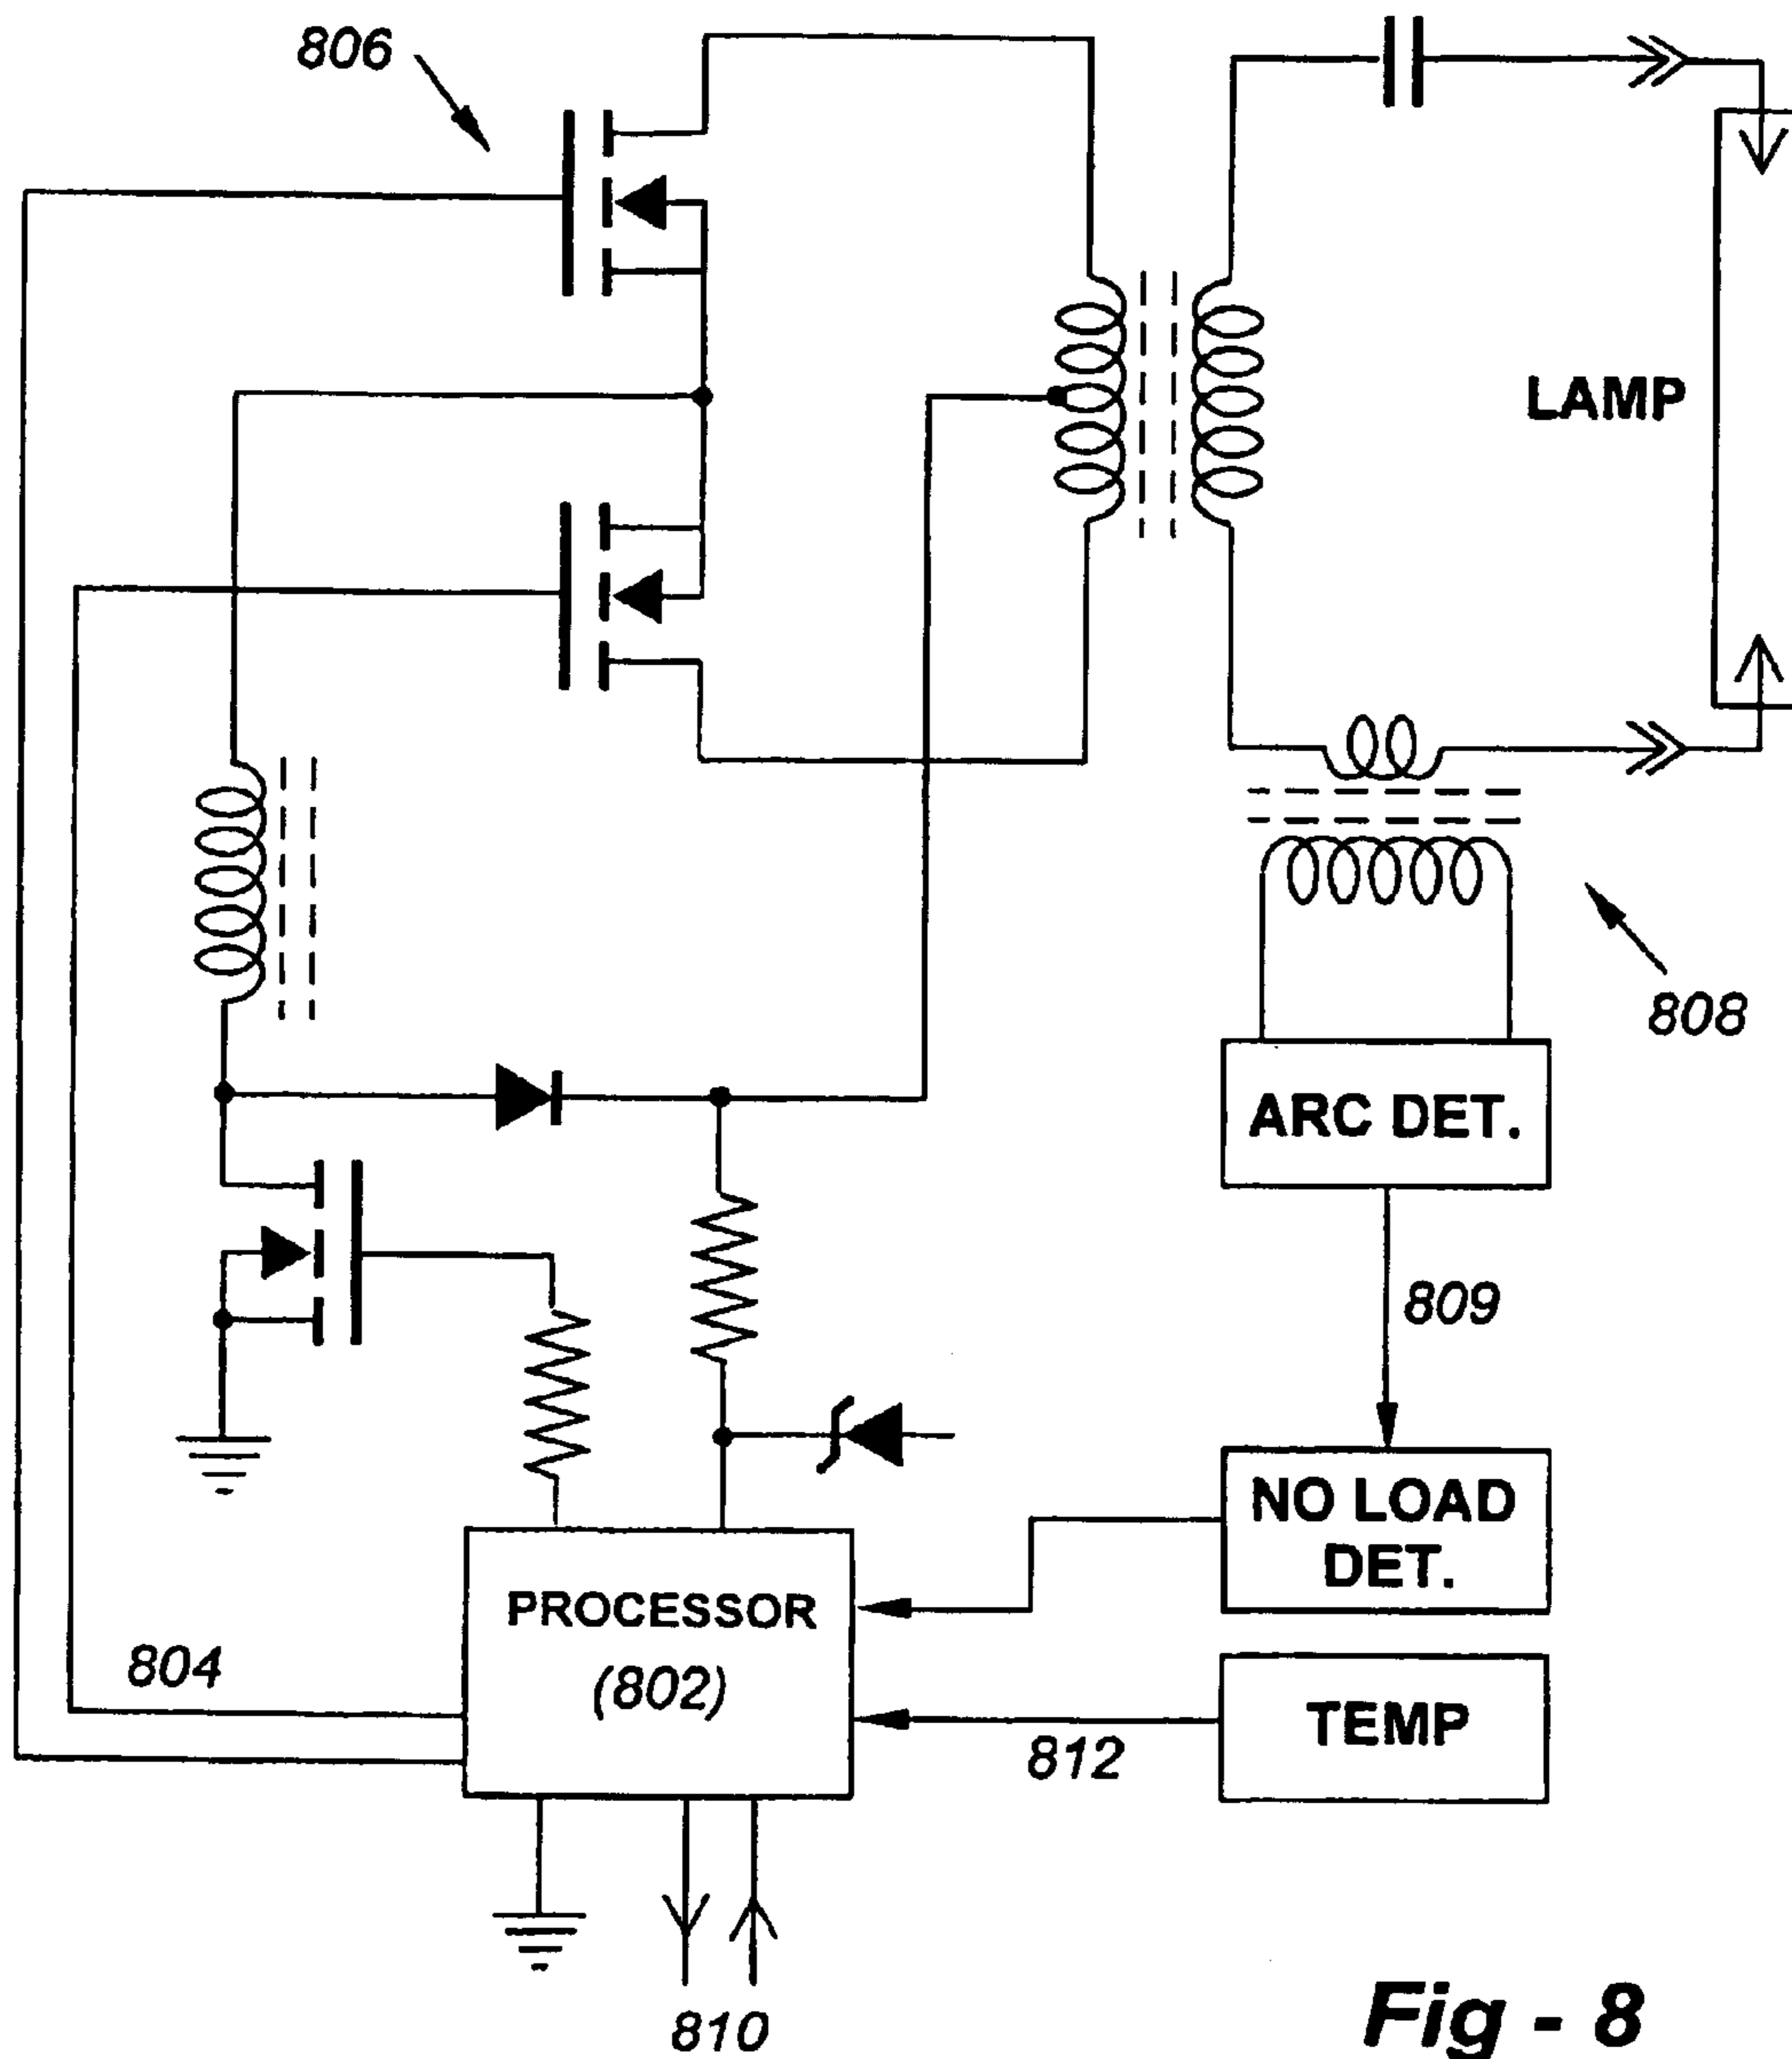 806
LAMP
808
ARC DET.
809
NO LOAD
DET.
PROCESSOR
(802)
804
TEMP
812
810
Fig - 8